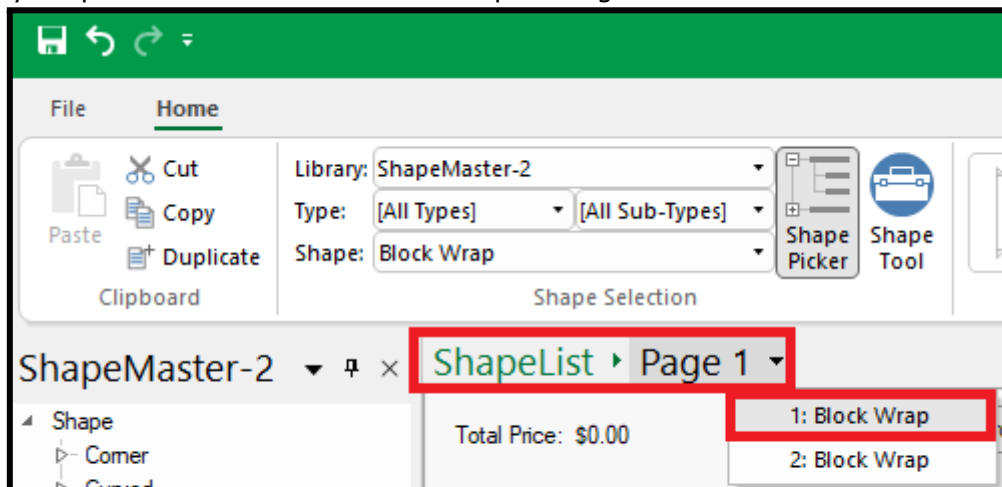 File Home
Cut
Copy
Paste
Duplicate
Clipboard
Library: ShapeMaster-2
Type: [All Types] [All Sub-Types]
Shape: Block Wrap
Shape Picker
Shape Tool
Shape Selection
ShapeMaster-2
ShapeList Page 1
Shape
Corner
Curved
Total Price: $0.00
1: Block Wrap
2: Block Wrap